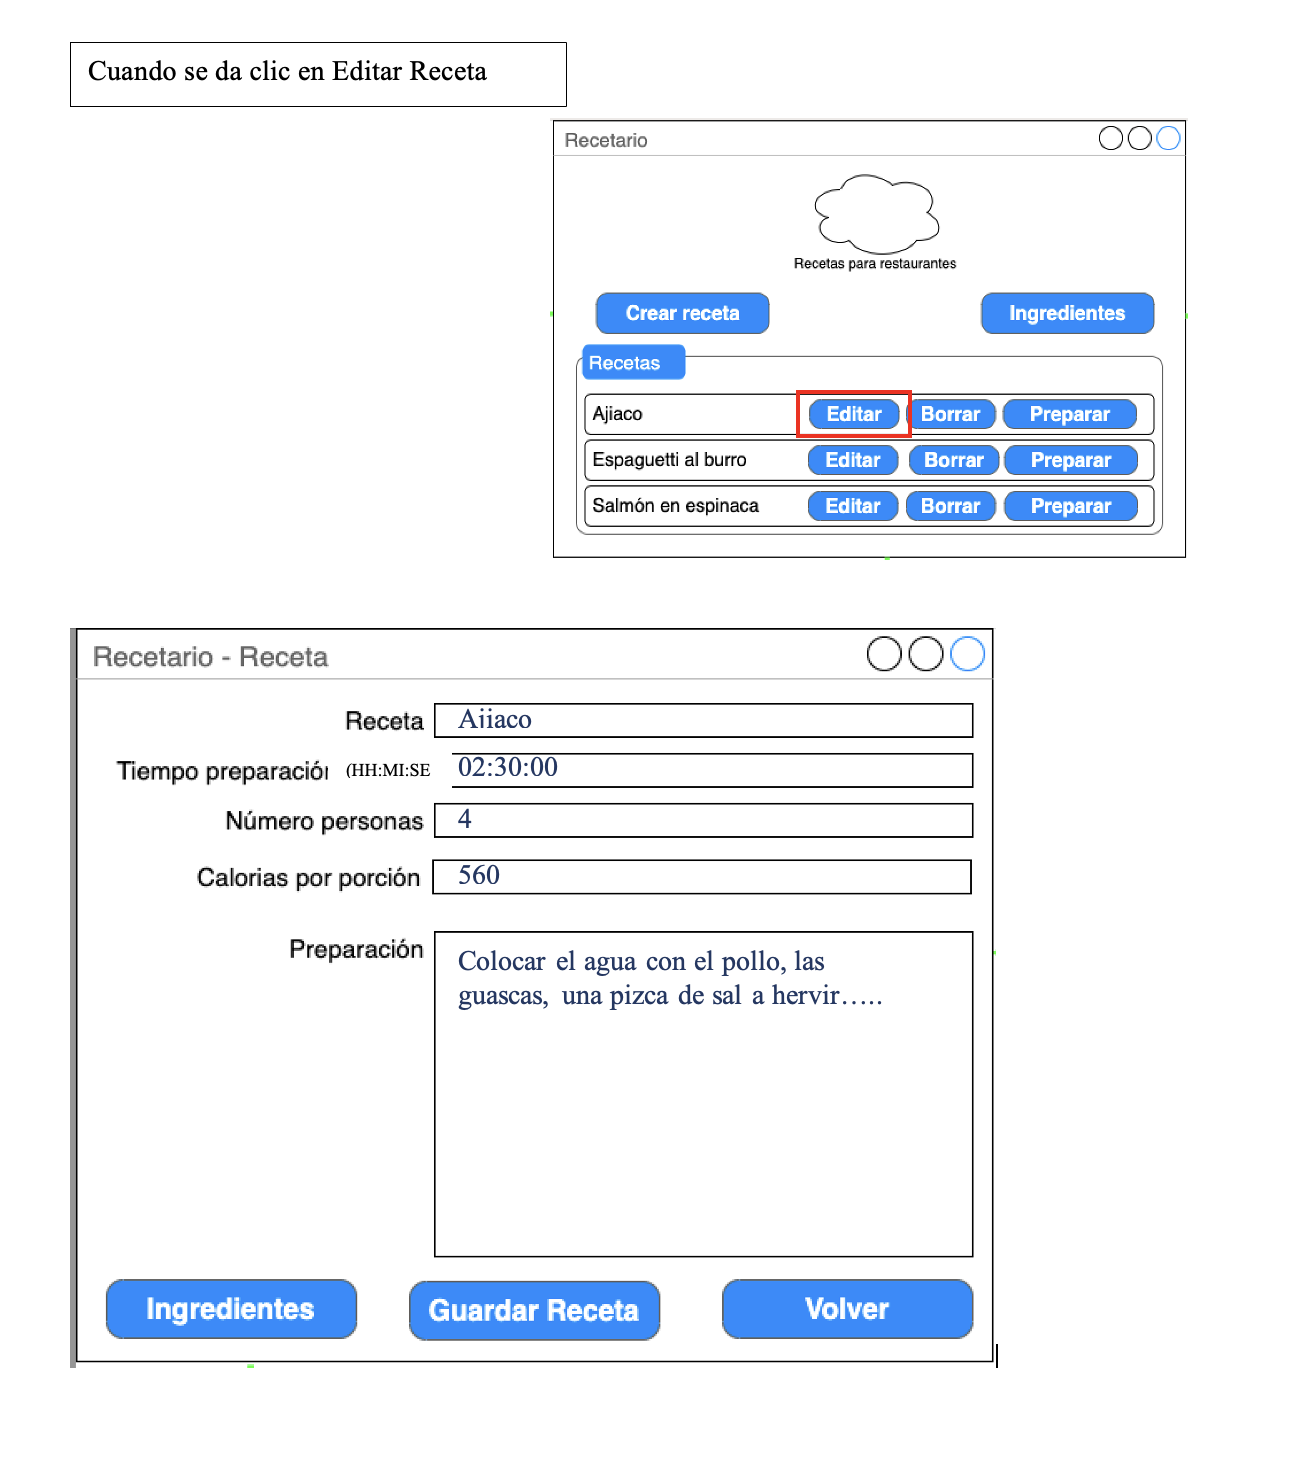 Cuando se da clic en Editar Receta
Recetario
Recetas para restaurantes
Crear receta Ingredientes
Recetas
Ajiaco Editar Borrar Preparar
Espaguetti al burro Editar Borrar Preparar
Salmón en espinaca Editar Borrar Preparar
Recetario - Receta
Receta Ajiaco
Tiempo preparación (HH:MI:SE 02:30:00
Número personas 4
Calorias por porción 560
Preparación Colocar el agua con el pollo, las
guascas, una pizca de sal a hervir…..
Ingredientes Guardar Receta Volver